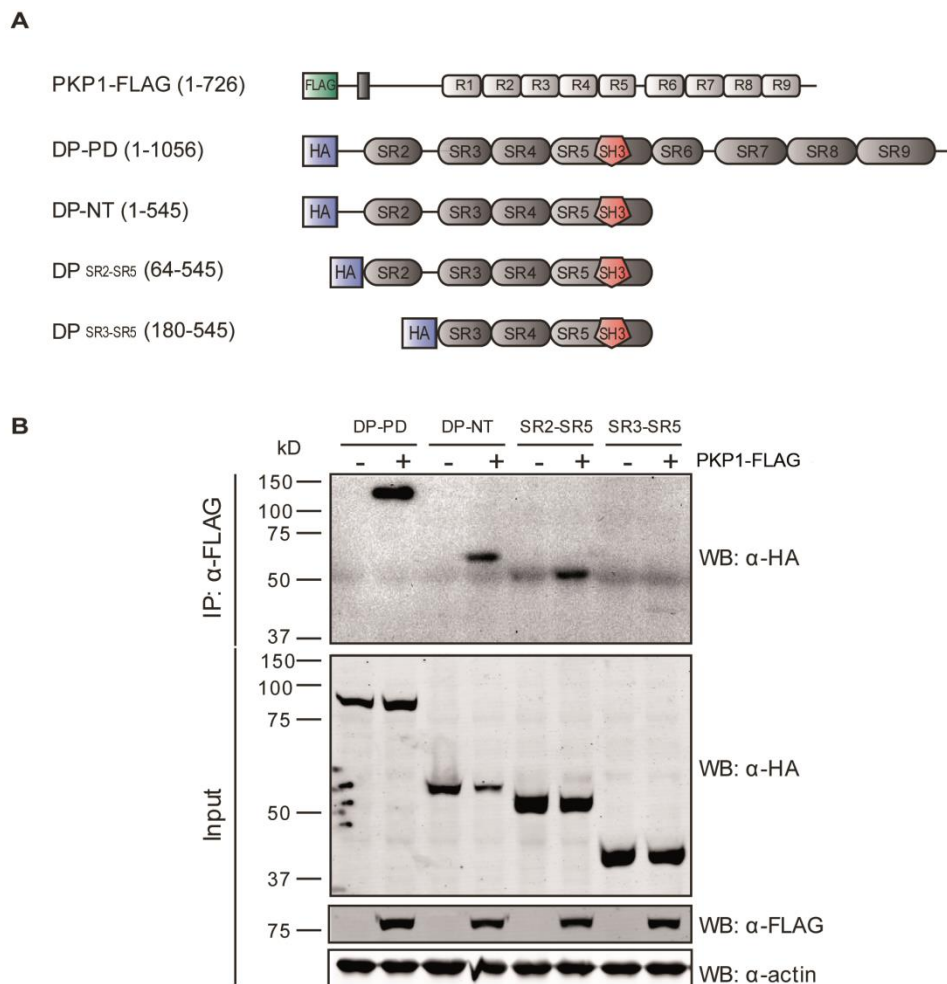 A
PKP1-FLAG (1-726)
FLAG R1 R2 R3 R4 R5 R6 R7 R8 R9
DP-PD (1-1056)
HA SR2 SR3 SR4 SR5 SH3 SR6 SR7 SR8 SR9
DP-NT (1-545)
HA SR2 SR3 SR4 SR5 SH3
DP SR2-SR5 (64-545)
HA SR2 SR3 SR4 SR5 SH3
DP SR3-SR5 (180-545)
HA SR3 SR4 SR5 SH3
B
DP-PD DP-NT SR2-SR5 SR3-SR5
kD
- + - + - + - + PKP1-FLAG
IP: α-FLAG
150
100
75
50
37
WB: α-HA
Input
150
100
75
50
37
WB: α-HA
75
WB: α-FLAG
WB: α-actin